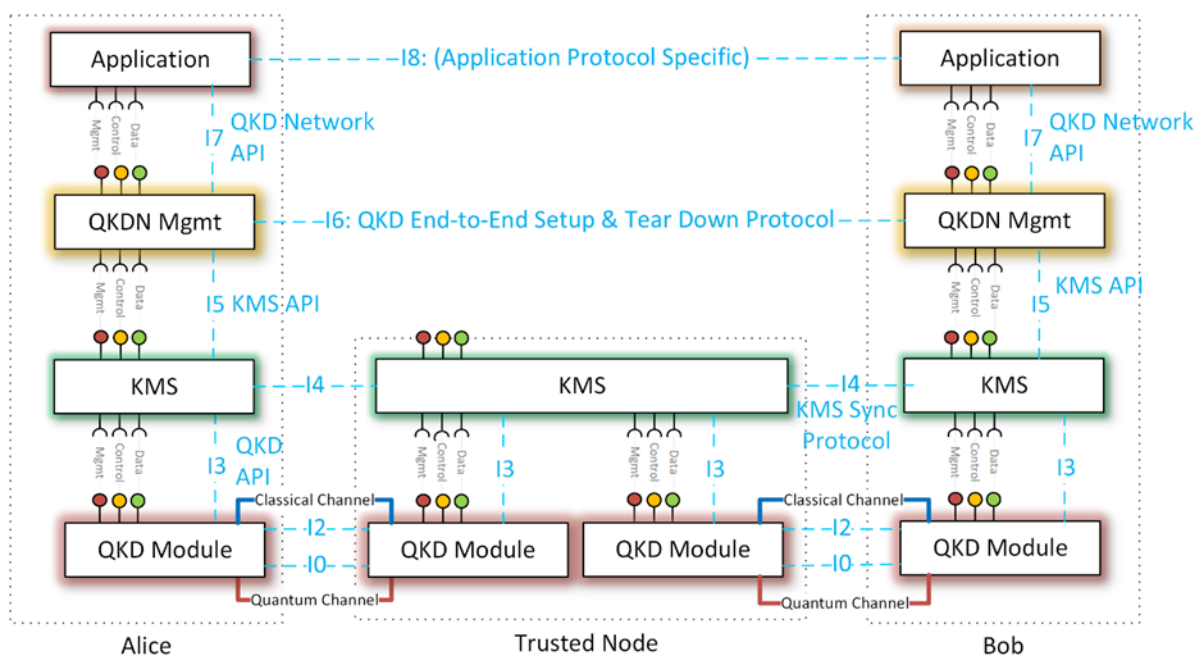 Application
I8: (Application Protocol Specific)
Application
Mgmt
Control
Data
I7
QKD Network
API
Mgmt
Control
Data
I7
QKD Network
API
QKDN Mgmt
I6: QKD End-to-End Setup & Tear Down Protocol
QKDN Mgmt
Mgmt
Control
Data
I5 KMS API
Mgmt
Control
Data
KMS API
I5
KMS
I4
KMS
I4
KMS Sync
Protocol
KMS
Mgmt
Control
Data
QKD
API
I3
Mgmt
Control
Data
I3
Mgmt
Control
Data
I3
Mgmt
Control
Data
I3
Classical Channel
Classical Channel
QKD Module
I2
I0
QKD Module
QKD Module
I2
I0
QKD Module
Quantum Channel
Quantum Channel
Alice
Trusted Node
Bob